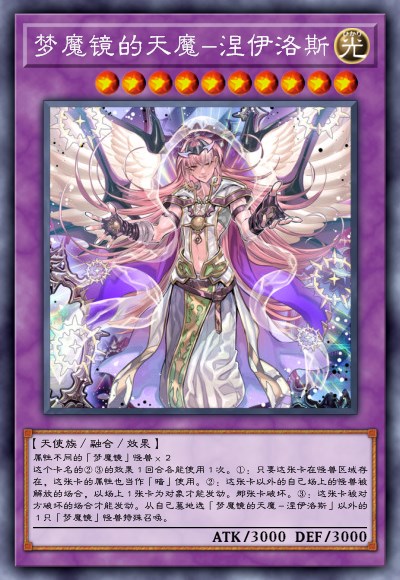 梦魔镜的天魔-涅伊洛斯
ひかり
光
【天使族/融合/效果】
属性不同的「梦魔镜」怪兽×2
这个卡名的②③的效果1回合各能使用1次。①：只要这张卡在怪兽区域存
在，这张卡的属性也当作「暗」使用。②：这张卡以外的自己场上的怪兽被
解放的场合，以场上1张卡为对象才能发动。那张卡破坏。③：这张卡被对
方破坏的场合才能发动。从自己墓地选「梦魔镜的天魔-涅伊洛斯」以外的
1只「梦魔镜」怪兽特殊召唤。
ATK/3000 DEF/3000